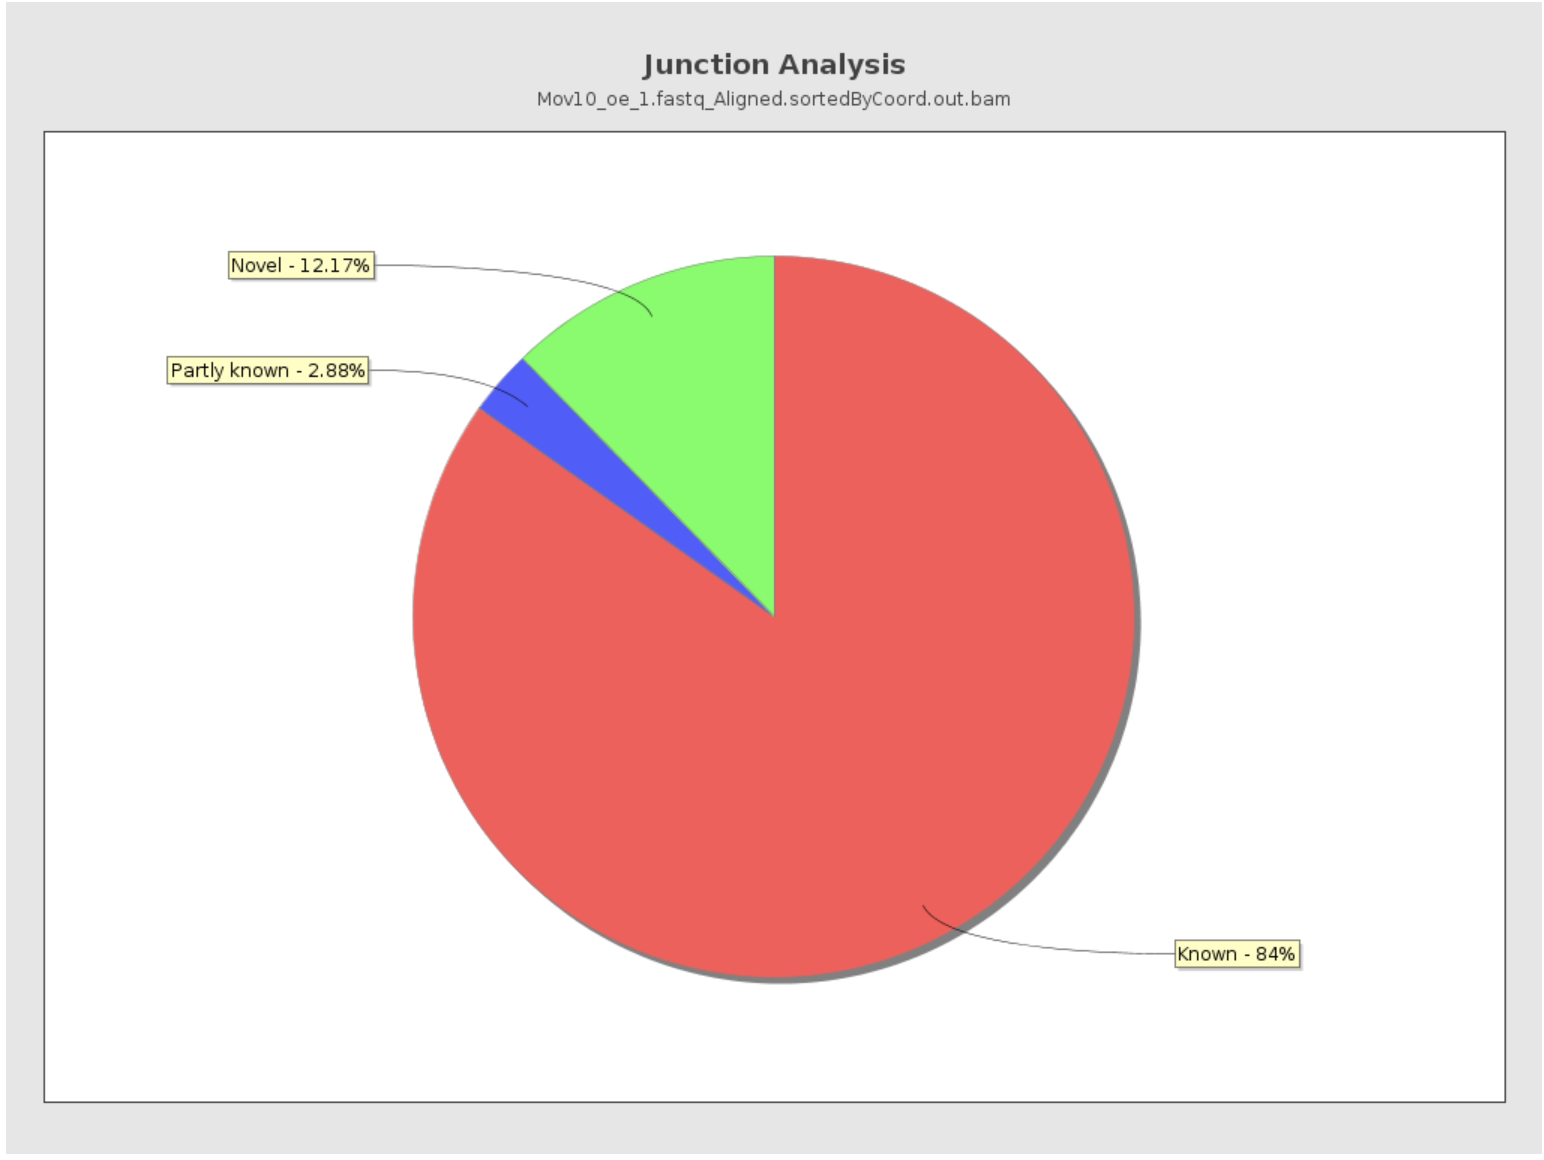 Junction Analysis
Mov10_oe_1.fastq_Aligned.sortedByCoord.out.bam
Novel - 12.17%
Partly known - 2.88%
Known - 84%